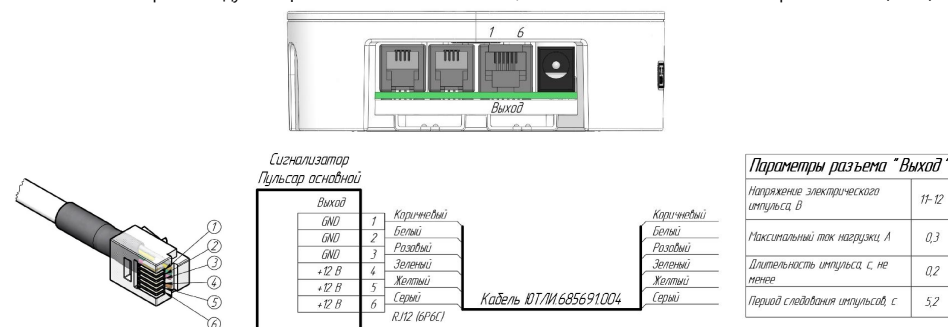 1 6
Выход
Сигнализатор
Пульсар основной
Выход
GND 1 Коричневый Коричневый
GND 2 Белый Белый
GND 3 Розовый Розовый
+12 В 4 Зеленый Зеленый
+12 В 5 Желтый Желтый
+12 В 6 Серый Серый
Кабель ЮТЛИ.685691.004
RJ12 (6P6C)
1
2
3
4
5
6
Параметры разъема "Выход"
Напряжение электрического
импульса, В 11-12
Максимальный ток нагрузки, А 0,3
Длительность импульса, с, не
менее 0,2
Период следования импульсов, с 5,2